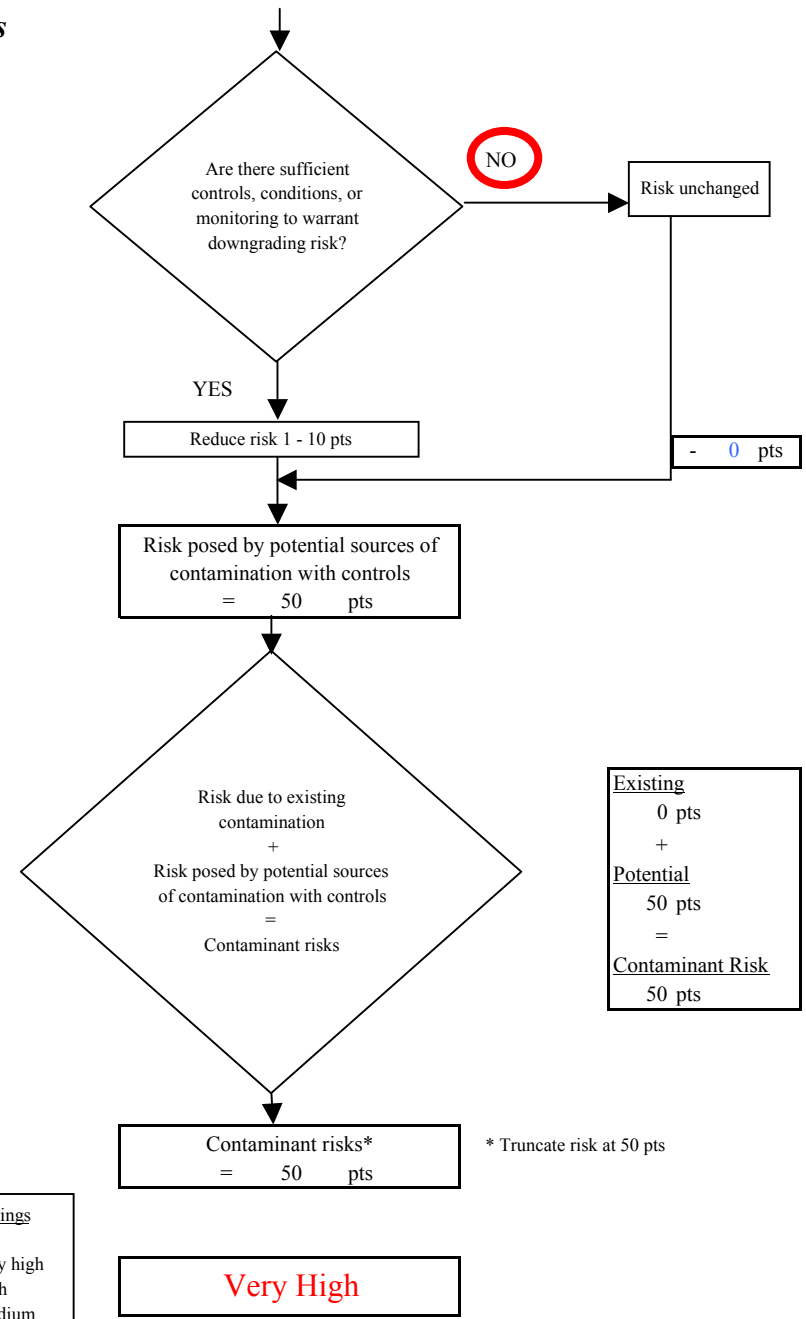 Are there sufficient
controls, conditions, or
monitoring to warrant
downgrading risk?
NO
Risk unchanged
YES
Reduce risk 1 - 10 pts
- 0 pts
Risk posed by potential sources of
contamination with controls
= 50 pts
Risk due to existing
contamination
+
Risk posed by potential sources
of contamination with controls
=
Contaminant risks
Existing
0 pts
+
Potential
50 pts
=
Contaminant Risk
50 pts
Contaminant risks*
= 50 pts
* Truncate risk at 50 pts
high
Very High